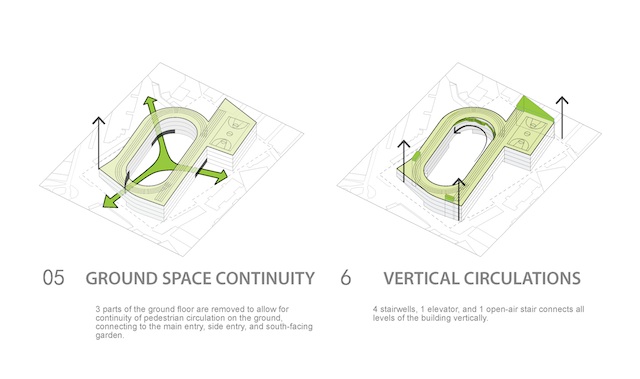 05 GROUND SPACE CONTINUITY
3 parts of the ground floor are removed to allow for
continuity of pedestrian circulation on the ground,
connecting to the main entry, side entry, and south-facing
garden.
6 VERTICAL CIRCULATIONS
4 stairwells, 1 elevator, and 1 open-air stair connects all
levels of the building vertically.